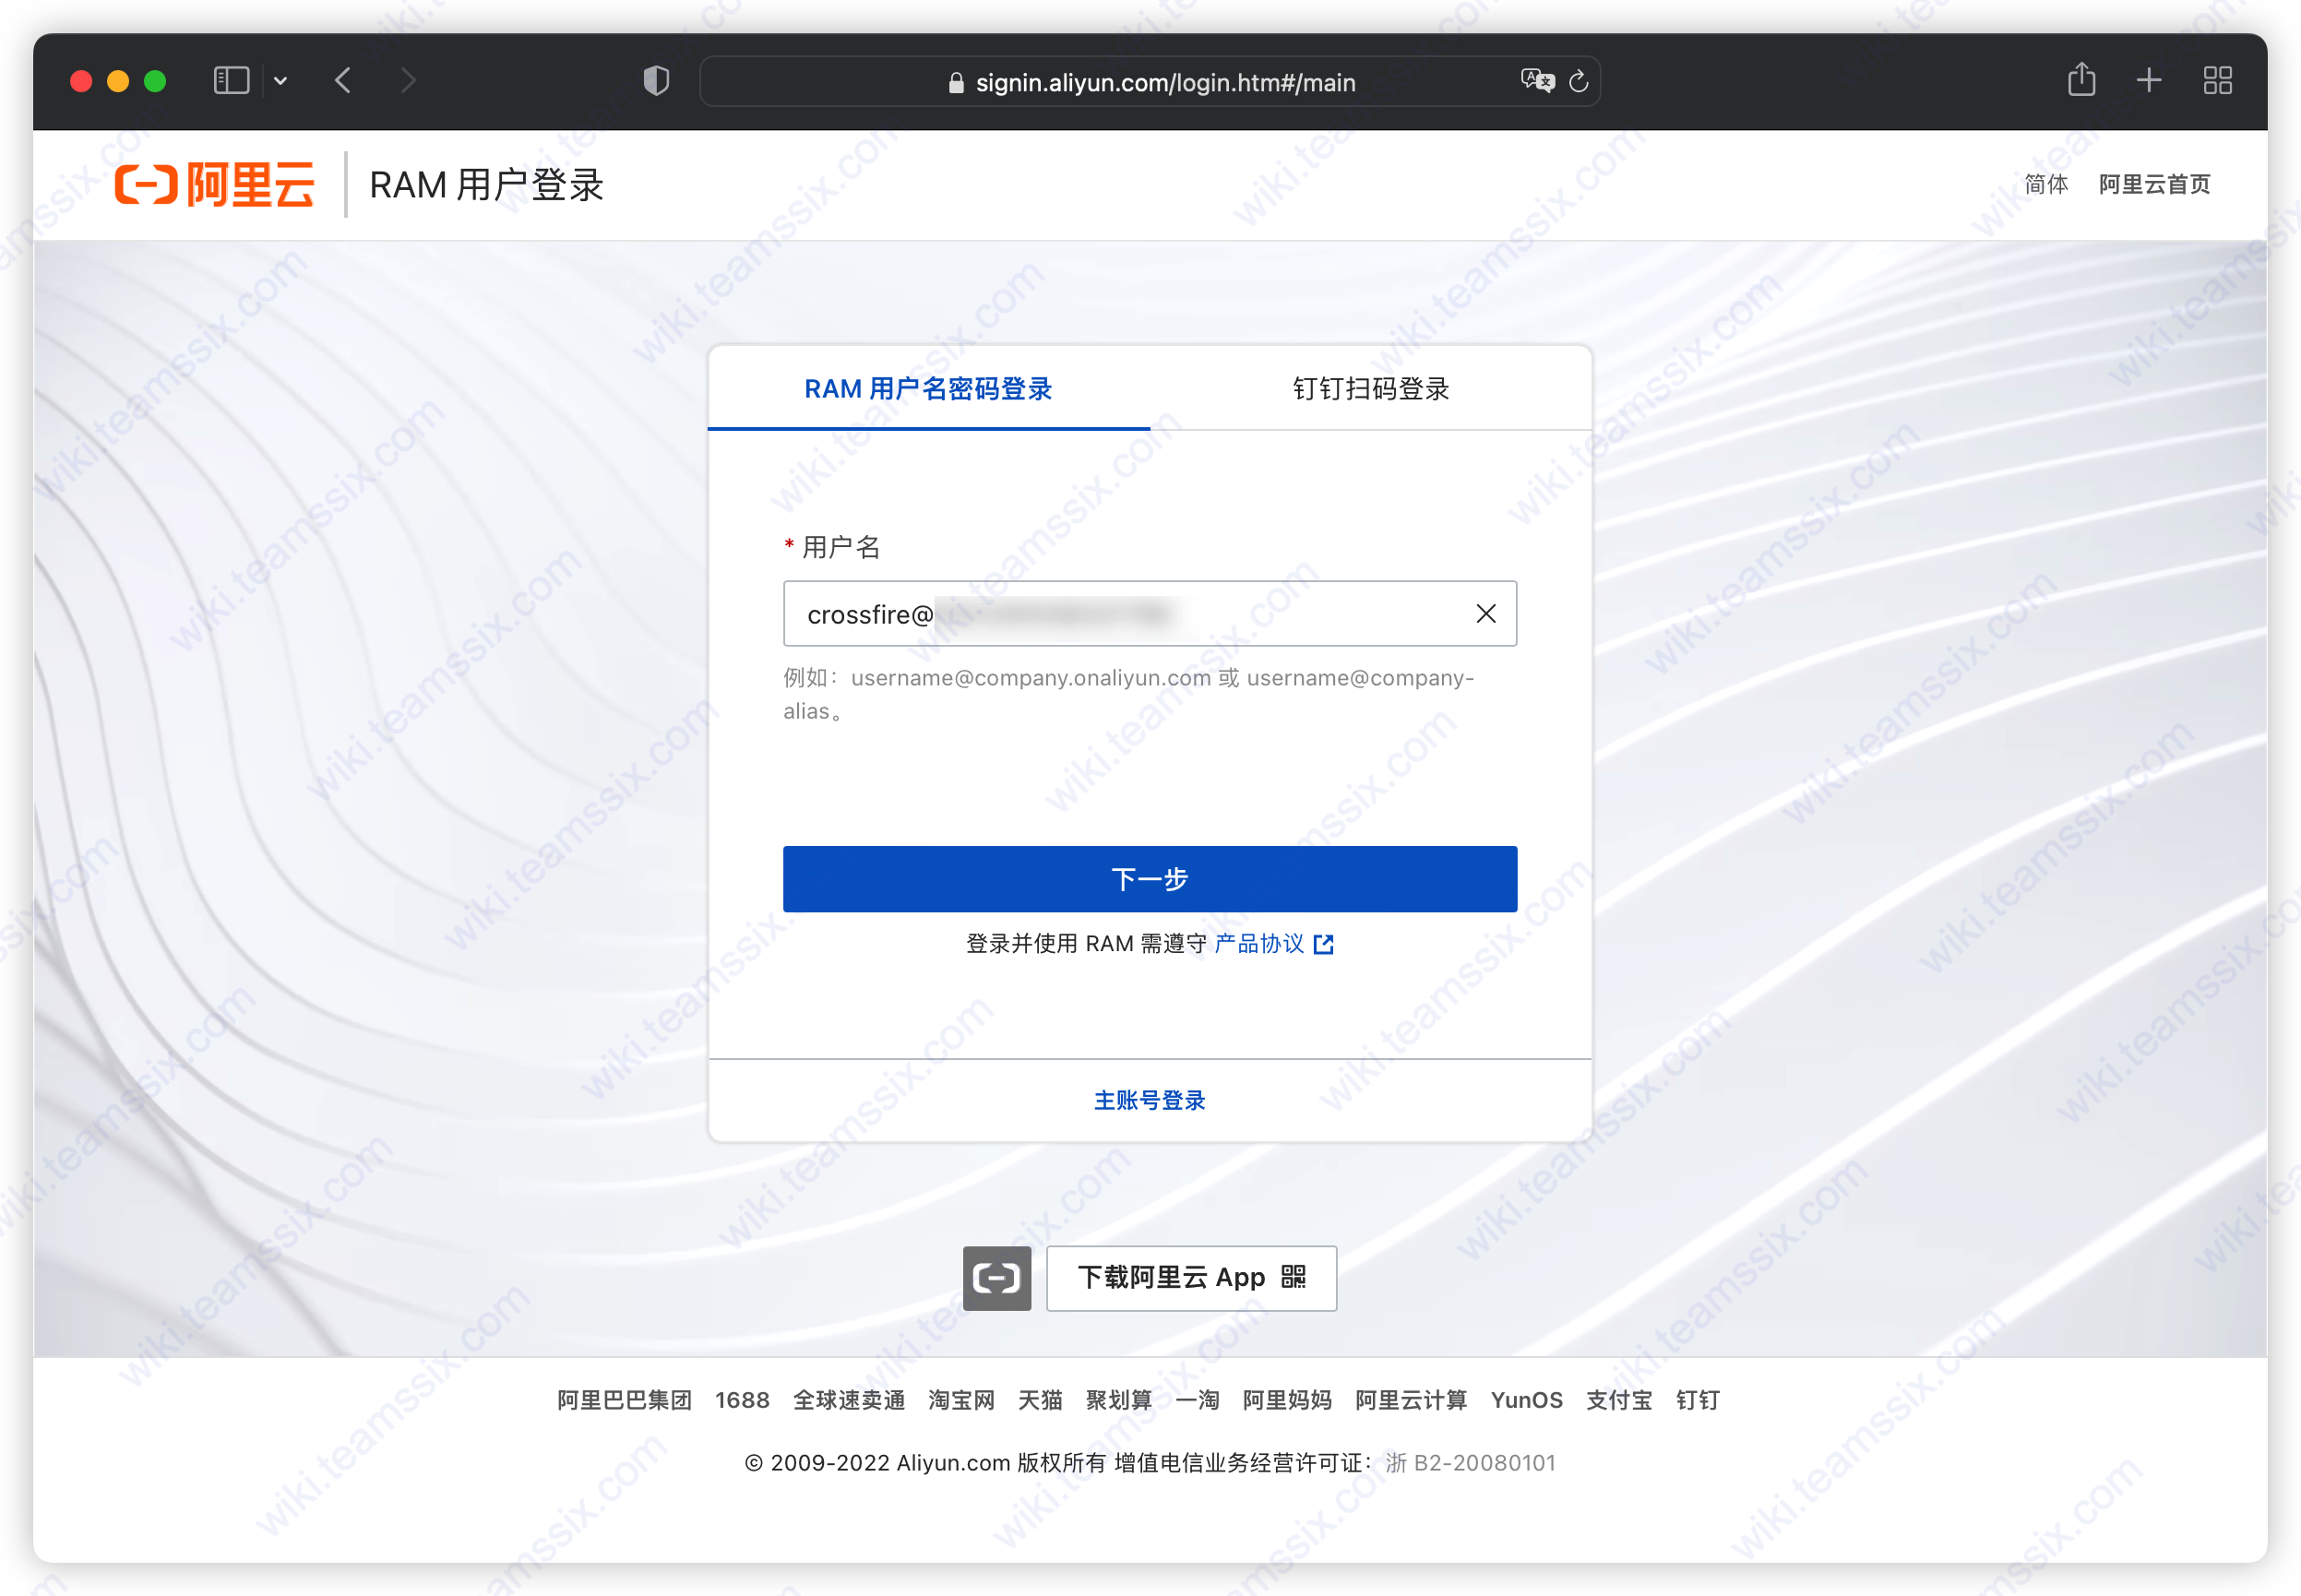 signin.aliyun.com/login.htm#/main
阿里云 RAM 用户登录
简体 阿里云首页
RAM 用户名密码登录 钉钉扫码登录
* 用户名
crossfire@
例如：username@company.onaliyun.com 或 username@company-
alias。
下一步
登录并使用 RAM 需遵守 产品协议
主账号登录
下载阿里云 App
阿里巴巴集团 1688 全球速卖通 淘宝网 天猫 聚划算 一淘 阿里妈妈 阿里云计算 YunOS 支付宝 钉钉
© 2009-2022 Aliyun.com 版权所有 增值电信业务经营许可证：浙 B2-20080101
wiki.teamssix.com